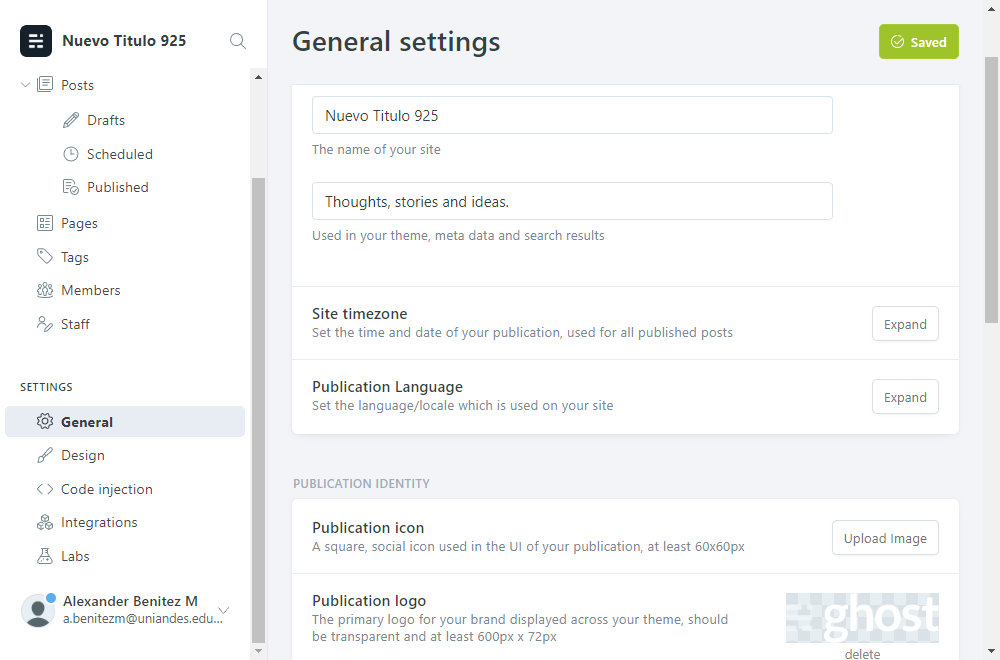 Nuevo Titulo 925
Posts
Drafts
Scheduled
Published
Pages
Tags
Members
Staff
SETTINGS
General
Design
Code injection
Integrations
Labs
Alexander Benitez M
a.benitezm@uniandes.edu...
General settings
Saved
Nuevo Titulo 925
The name of your site
Thoughts, stories and ideas.
Used in your theme, meta data and search results
Site timezone
Set the time and date of your publication, used for all published posts
Expand
Publication Language
Set the language/locale which is used on your site
Expand
PUBLICATION IDENTITY
Publication icon
A square, social icon used in the UI of your publication, at least 60x60px
Upload Image
Publication logo
The primary logo for your brand displayed across your theme, should
be transparent and at least 600px x 72px
ghost
delete